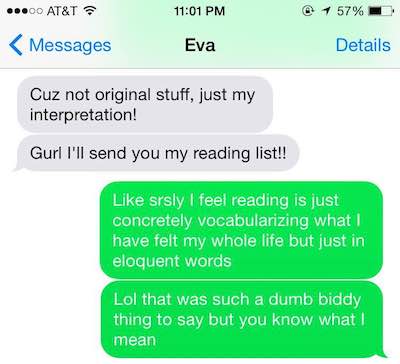 AT&T 11:01 PM 57%
Messages Eva Details
Cuz not original stuff, just my
interpretation!
Gurl I'll send you my reading list!!
Like srsly I feel reading is just
concretely vocabularizing what I
have felt my whole life but just in
eloquent words
Lol that was such a dumb biddy
thing to say but you know what I
mean